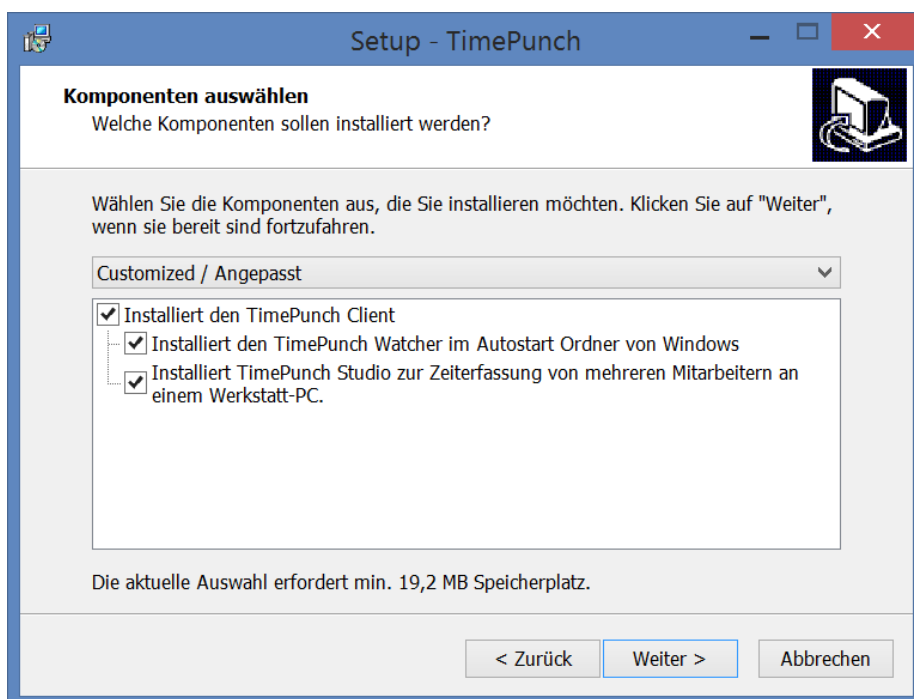 Setup - TimePunch
Komponenten auswählen
Welche Komponenten sollen installiert werden?
Wählen Sie die Komponenten aus, die Sie installieren möchten. Klicken Sie auf "Weiter",
wenn sie bereit sind fortzufahren.
Customized / Angepasst
Installiert den TimePunch Client
Installiert den TimePunch Watcher im Autostart Ordner von Windows
Installiert TimePunch Studio zur Zeiterfassung von mehreren Mitarbeitern an
einem Werkstatt-PC.
Die aktuelle Auswahl erfordert min. 19,2 MB Speicherplatz.
< Zurück Weiter > Abbrechen